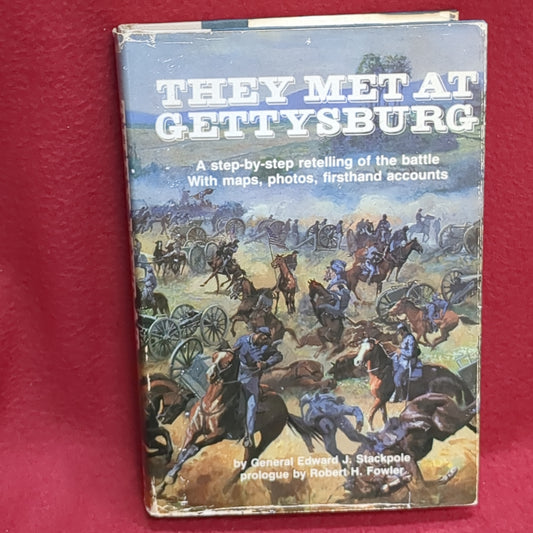 THEY MET AT
GETTYSBURG
A step-by-step retelling of the battle
With maps, photos, firsthand accounts
by General Edward J. Stackpole
prologue by Robert H. Fowler